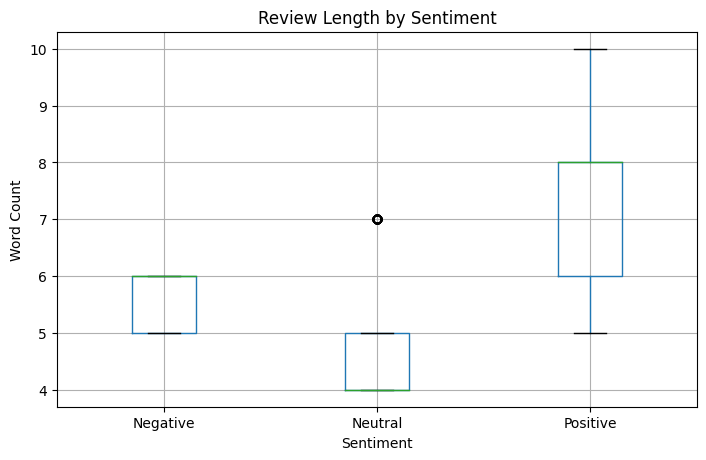 Review Length by Sentiment
10
9
8
7
6
5
4
Word Count
Negative
Neutral
Positive
Sentiment